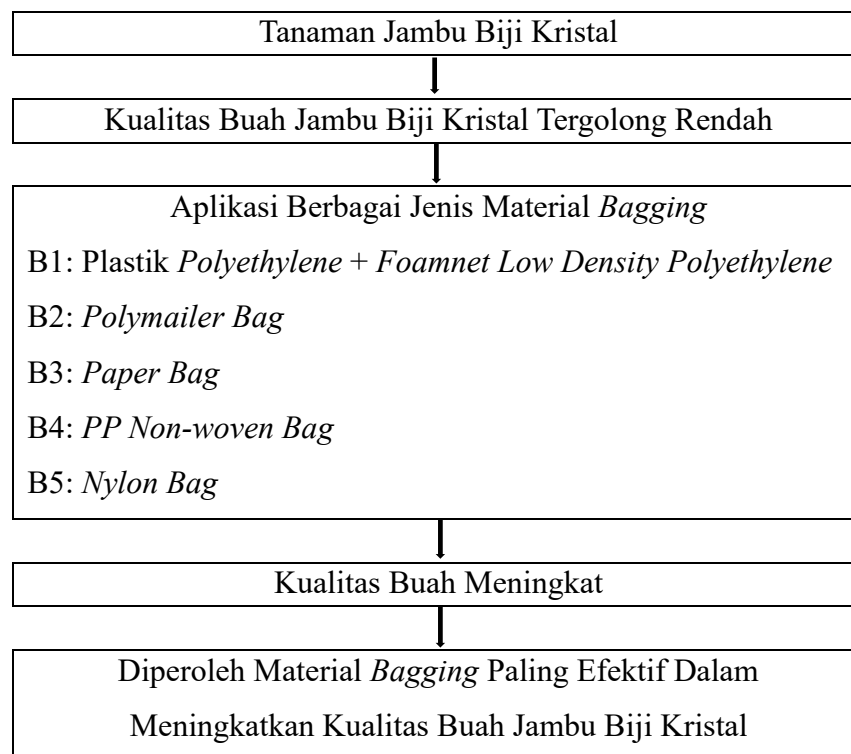 Tanaman Jambu Biji Kristal
Kualitas Buah Jambu Biji Kristal Tergolong Rendah
Aplikasi Berbagai Jenis Material Bagging
B1: Plastik Polyethylene + Foamnet Low Density Polyethylene
B2: Polymailer Bag
B3: Paper Bag
B4: PP Non-woven Bag
B5: Nylon Bag
Kualitas Buah Meningkat
Diperoleh Material Bagging Paling Efektif Dalam
Meningkatkan Kualitas Buah Jambu Biji Kristal